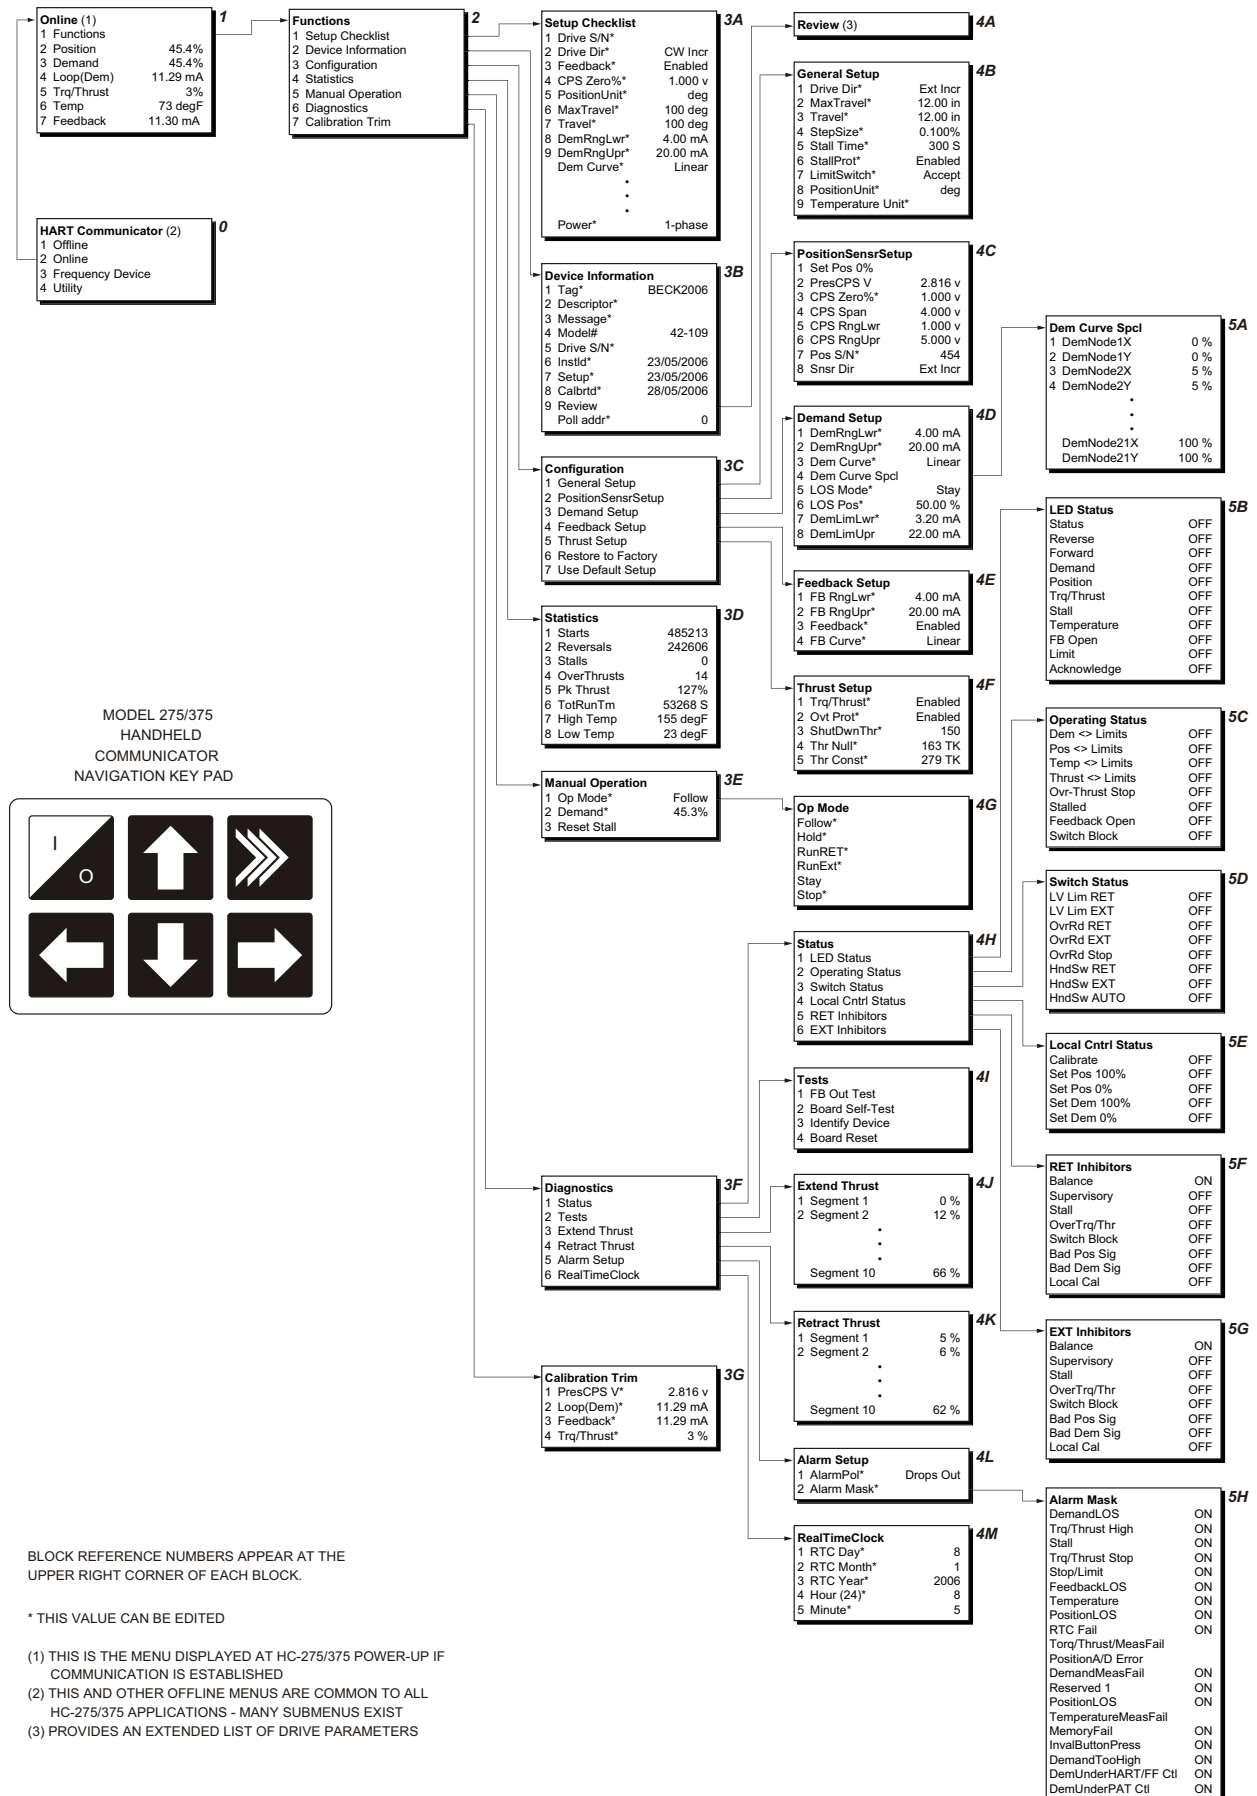 Online (1) 1
1 Functions
2 Position 45.4%
3 Demand 45.4%
4 Loop(Dem) 11.29 mA
5 Trq/Thrust 3%
6 Temp 73 degF
7 Feedback 11.30 mA
HART Communicator (2) 0
1 Offline
2 Online
3 Frequency Device
4 Utility
Functions 2
1 Setup Checklist
2 Device Information
3 Configuration
4 Statistics
5 Manual Operation
6 Diagnostics
7 Calibration Trim
Setup Checklist 3A
1 Drive S/N*
2 Drive Dir* CW Incr
3 Feedback* Enabled
4 CPS Zero%* 1.000 v
5 PositionUnit* deg
6 MaxTravel* 100 deg
7 Travel* 100 deg
8 DemRngLwr* 4.00 mA
9 DemRngUpr* 20.00 mA
Dem Curve* Linear
•
•
•
Power* 1-phase
Device Information 3B
1 Tag* BECK2006
2 Descriptor*
3 Message*
4 Model# 42-109
5 Drive S/N*
6 Instld* 23/05/2006
7 Setup* 23/05/2006
8 Calbrtd* 28/05/2006
9 Review
Poll addr* 0
Configuration 3C
1 General Setup
2 PositionSensrSetup
3 Demand Setup
4 Feedback Setup
5 Thrust Setup
6 Restore to Factory
7 Use Default Setup
Statistics 3D
1 Starts 485213
2 Reversals 242606
3 Stalls 0
4 OverThrusts 14
5 Pk Thrust 127%
6 TotRunTm 53268 S
7 High Temp 155 degF
8 Low Temp 23 degF
Manual Operation 3E
1 Op Mode* Follow
2 Demand* 45.3%
3 Reset Stall
Diagnostics 3F
1 Status
2 Tests
3 Extend Thrust
4 Retract Thrust
5 Alarm Setup
6 RealTimeClock
Calibration Trim 3G
1 PresCPS V* 2.816 v
2 Loop(Dem)* 11.29 mA
3 Feedback* 11.29 mA
4 Trq/Thrust* 3 %
Review (3) 4A
General Setup 4B
1 Drive Dir* Ext Incr
2 MaxTravel* 12.00 in
3 Travel* 12.00 in
4 StepSize* 0.100%
5 Stall Time* 300 S
6 StallProt* Enabled
7 LimitSwitch* Accept
8 PositionUnit* deg
9 Temperature Unit*
PositionSensrSetup 4C
1 Set Pos 0%
2 PresCPS V 2.816 v
3 CPS Zero%* 1.000 v
4 CPS Span 4.000 v
5 CPS RngLwr 1.000 v
6 CPS RngUpr 5.000 v
7 Pos S/N* 454
8 Snsr Dir Ext Incr
Demand Setup 4D
1 DemRngLwr* 4.00 mA
2 DemRngUpr* 20.00 mA
3 Dem Curve* Linear
4 Dem Curve Spcl
5 LOS Mode* Stay
6 LOS Pos* 50.00 %
7 DemLimLwr* 3.20 mA
8 DemLimUpr 22.00 mA
Feedback Setup 4E
1 FB RngLwr* 4.00 mA
2 FB RngUpr* 20.00 mA
3 Feedback* Enabled
4 FB Curve* Linear
Thrust Setup 4F
1 Trq/Thrust* Enabled
2 Ovt Prot* Enabled
3 ShutDwnThr* 150
4 Thr Null* 163 TK
5 Thr Const* 279 TK
Op Mode 4G
Follow*
Hold*
RunRET*
RunExt*
Stay
Stop*
Status 4H
1 LED Status
2 Operating Status
3 Switch Status
4 Local Cntrl Status
5 RET Inhibitors
6 EXT Inhibitors
Tests 4I
1 FB Out Test
2 Board Self-Test
3 Identify Device
4 Board Reset
Extend Thrust 4J
1 Segment 1 0 %
2 Segment 2 12 %
•
•
•
Segment 10 66 %
Retract Thrust 4K
1 Segment 1 5 %
2 Segment 2 6 %
•
•
•
Segment 10 62 %
Alarm Setup 4L
1 AlarmPol* Drops Out
2 Alarm Mask*
RealTimeClock 4M
1 RTC Day* 8
2 RTC Month* 1
3 RTC Year* 2006
4 Hour (24)* 8
5 Minute* 5
Dem Curve Spcl 5A
1 DemNode1X 0 %
2 DemNode1Y 0 %
3 DemNode2X 5 %
4 DemNode2Y 5 %
•
•
•
DemNode21X 100 %
DemNode21Y 100 %
LED Status 5B
Status OFF
Reverse OFF
Forward OFF
Demand OFF
Position OFF
Trq/Thrust OFF
Stall OFF
Temperature OFF
FB Open OFF
Limit OFF
Acknowledge OFF
Operating Status 5C
Dem <> Limits OFF
Pos <> Limits OFF
Temp <> Limits OFF
Thrust <> Limits OFF
Ovr-Thrust Stop OFF
Stalled OFF
Feedback Open OFF
Switch Block OFF
Switch Status 5D
LV Lim RET OFF
LV Lim EXT OFF
OvrRd RET OFF
OvrRd EXT OFF
OvrRd Stop OFF
HndSw RET OFF
HndSw EXT OFF
HndSw AUTO OFF
Local Cntrl Status 5E
Calibrate OFF
Set Pos 100% OFF
Set Pos 0% OFF
Set Dem 100% OFF
Set Dem 0% OFF
RET Inhibitors 5F
Balance ON
Supervisory OFF
Stall OFF
OverTrq/Thr OFF
Switch Block OFF
Bad Pos Sig OFF
Bad Dem Sig OFF
Local Cal OFF
EXT Inhibitors 5G
Balance ON
Supervisory OFF
Stall OFF
OverTrq/Thr OFF
Switch Block OFF
Bad Pos Sig OFF
Bad Dem Sig OFF
Local Cal OFF
Alarm Mask 5H
DemandLOS ON
Trq/Thrust High ON
Stall ON
Trq/Thrust Stop ON
Stop/Limit ON
FeedbackLOS ON
Temperature ON
PositionLOS ON
RTC Fail ON
Torq/Thrust/MeasFail
PositionA/D Error
DemandMeasFail ON
Reserved 1 ON
PositionLOS ON
TemperatureMeasFail
MemoryFail ON
InvalButtonPress ON
DemandTooHigh ON
DemUnderHART/FF Ctl ON
DemUnderPAT Ctl ON
MODEL 275/375
HANDHELD
COMMUNICATOR
NAVIGATION KEY PAD
I
O
BLOCK REFERENCE NUMBERS APPEAR AT THE
UPPER RIGHT CORNER OF EACH BLOCK.
* THIS VALUE CAN BE EDITED
(1) THIS IS THE MENU DISPLAYED AT HC-275/375 POWER-UP IF
COMMUNICATION IS ESTABLISHED
(2) THIS AND OTHER OFFLINE MENUS ARE COMMON TO ALL
HC-275/375 APPLICATIONS - MANY SUBMENUS EXIST
(3) PROVIDES AN EXTENDED LIST OF DRIVE PARAMETERS